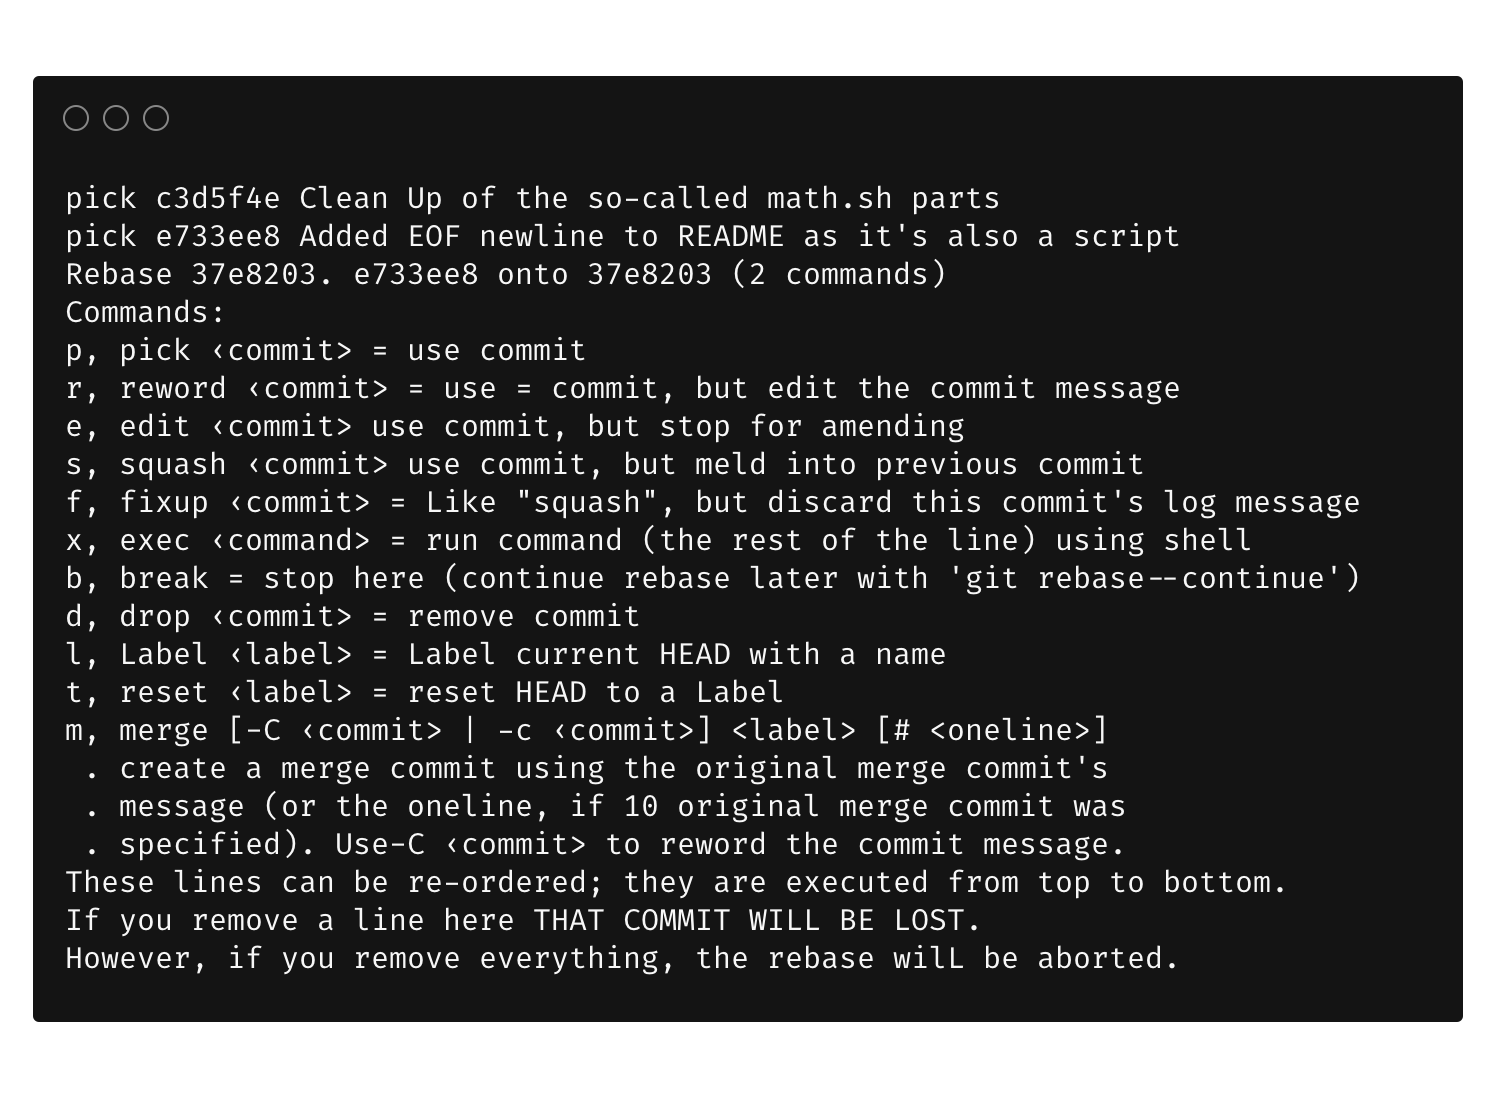 pick c3d5f4e Clean Up of the so-called math.sh parts
pick e733ee8 Added EOF newline to README as it's also a script
Rebase 37e8203. e733ee8 onto 37e8203 (2 commands)
Commands:
p, pick ‹commit> = use commit
r, reword ‹commit> = use = commit, but edit the commit message
e, edit ‹commit> use commit, but stop for amending
s, squash ‹commit> use commit, but meld into previous commit
f, fixup ‹commit> = Like "squash", but discard this commit's log message
x, exec ‹command> = run command (the rest of the line) using shell
b, break = stop here (continue rebase later with 'git rebase--continue')
d, drop ‹commit> = remove commit
l, Label ‹label> = Label current HEAD with a name
t, reset ‹label> = reset HEAD to a Label
m, merge [-C ‹commit> | -c ‹commit>] <label> [# <oneline>]
. create a merge commit using the original merge commit's
. message (or the oneline, if 10 original merge commit was
. specified). Use-C ‹commit> to reword the commit message.
These lines can be re-ordered; they are executed from top to bottom.
If you remove a line here THAT COMMIT WILL BE LOST.
However, if you remove everything, the rebase wilL be aborted.